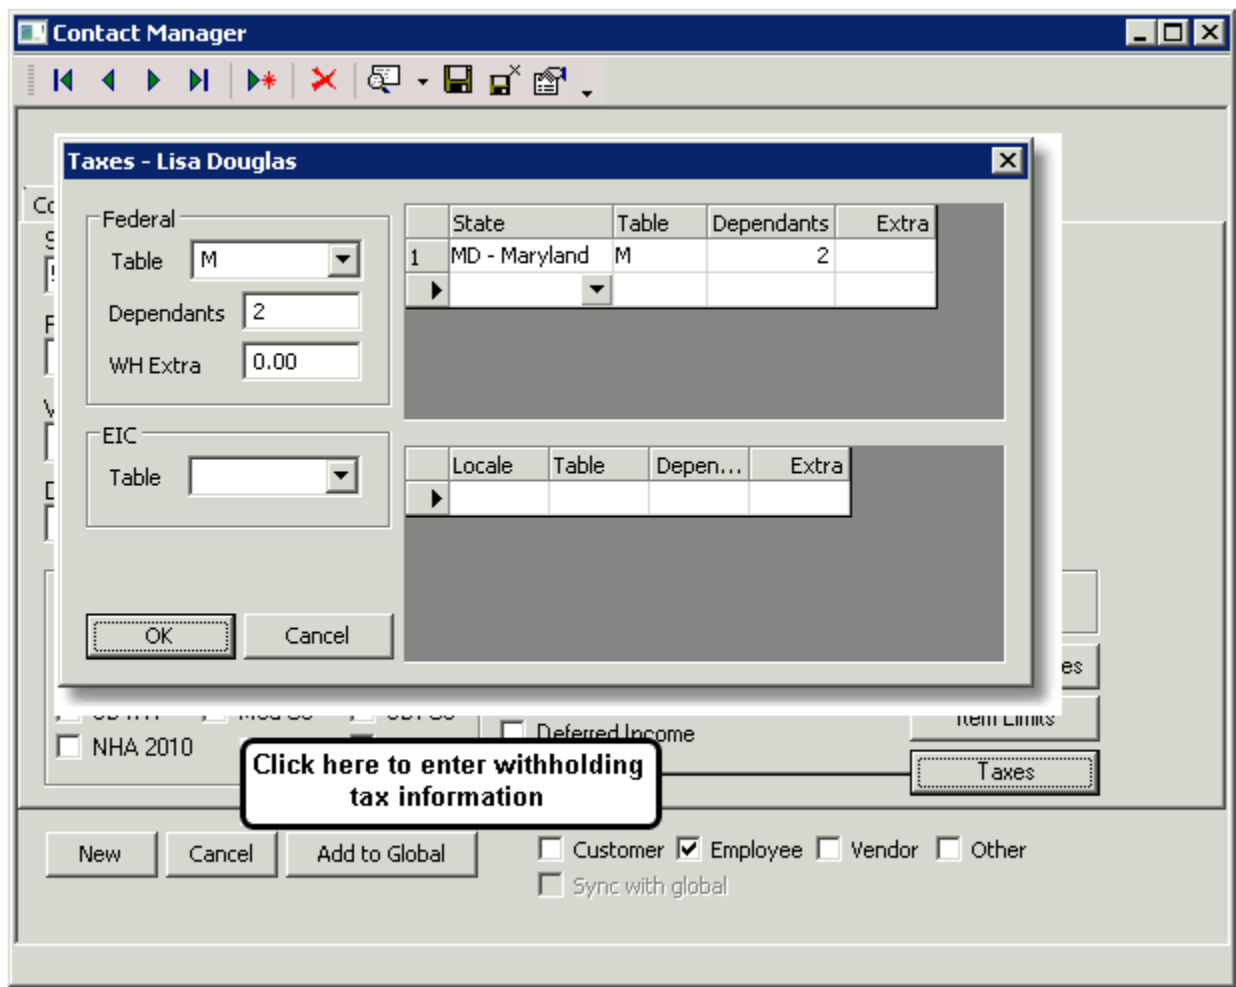 Contact Manager
Taxes - Lisa Douglas
Federal
Table M
Dependants 2
WH Extra 0.00
State Table Dependants Extra
1 MD - Maryland M 2
EIC
Table
Locale Table Depen... Extra
OK Cancel
Item Limits
Deferred Income
NHA 2010
Click here to enter withholding
tax information
Taxes
New Cancel Add to Global
Customer Employee Vendor Other
Sync with global